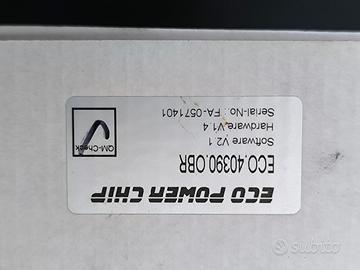 ECO POWER CHIP
ECO.40390.OBR
Software V2.1
Hardware V1.4
Serial-No.: FA-0571401
QM-Check
subito